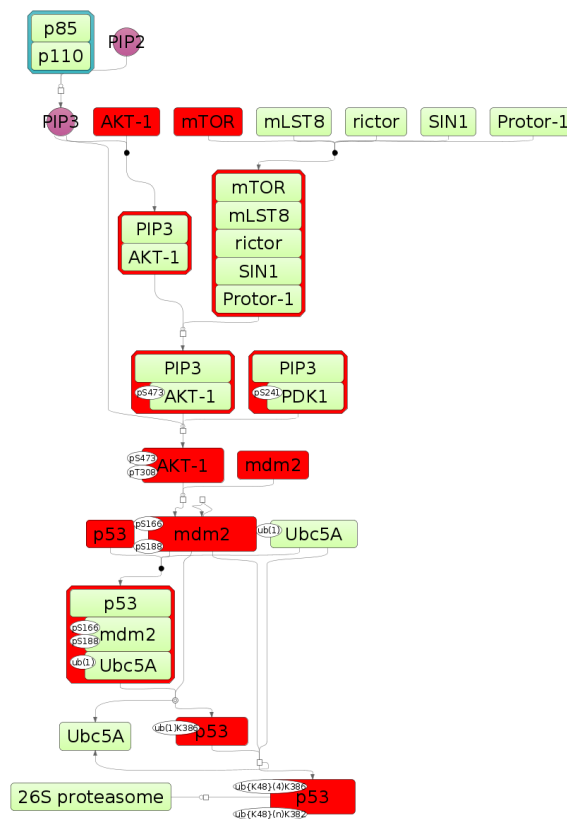 p85
PIP2
p110
PIP3
AKT-1
mTOR
mLST8
rictor
SIN1
Protor-1
mTOR
mLST8
rictor
SIN1
Protor-1
PIP3
AKT-1
PIP3
pS473
AKT-1
PIP3
pS241
PDK1
pS473
pT308
AKT-1
mdm2
p53
pS166
pS188
mdm2
ub(1)
Ubc5A
p53
pS166
pS188
mdm2
ub(1)
Ubc5A
Ubc5A
ub(1)K386
p53
26S proteasome
ub{K48}(4)K386
p53
ub{K48}(n)K382